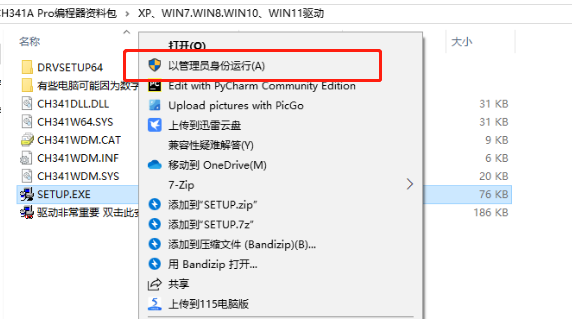 CH341A Pro编程器资料包 > XP、WIN7.WIN8.WIN10、WIN11驱动
名称
大小
打开(O)
DRVSETUP64
以管理员身份运行(A)
有些电脑可能因为数字
Edit with PyCharm Community Edition
CH341DLL.DLL
Upload pictures with PicGo
31 KB
CH341W64.SYS
上传到迅雷云盘
31 KB
CH341WDM.CAT
兼容性疑难解答(Y)
9 KB
CH341WDM.INF
移动到 OneDrive(M)
6 KB
CH341WDM.SYS
7-Zip
20 KB
SETUP.EXE
添加到"SETUP.zip"
76 KB
驱动非常重要 双击此
添加到"SETUP.7z"
186 KB
添加到压缩文件 (Bandizip)(B)...
用 Bandizip 打开...
共享
上传到115电脑版